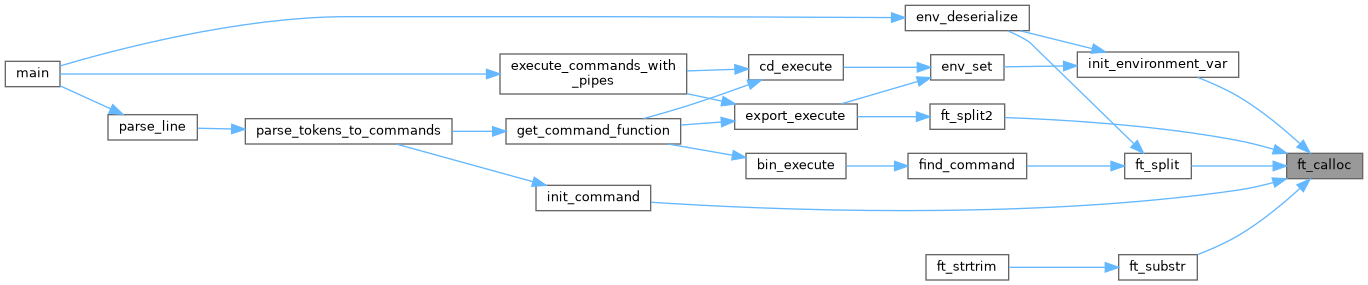 env_deserialize
main
execute_commands_with
_pipes
cd_execute
env_set
init_environment_var
parse_line
parse_tokens_to_commands
get_command_function
export_execute
ft_split2
bin_execute
find_command
ft_split
ft_calloc
init_command
ft_strtrim
ft_substr